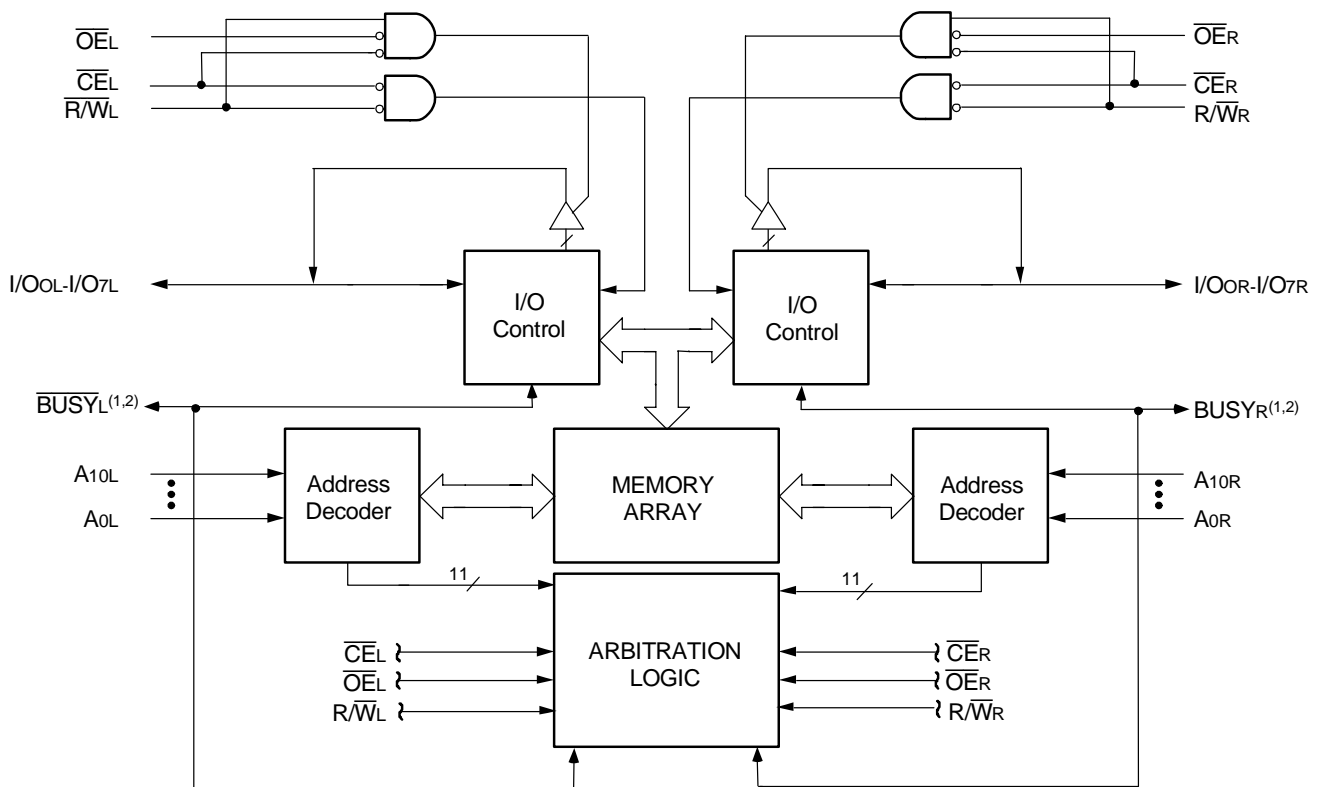 OEL
CEL
R/WL
OER
CER
R/WR
I/O0L-I/O7L
I/O
Control
I/O
Control
I/O0R-I/O7R
BUSYL(1,2)
BUSYR(1,2)
A10L
A0L
Address
Decoder
MEMORY
ARRAY
Address
Decoder
A10R
A0R
11
11
CEL
OEL
R/WL
ARBITRATION
LOGIC
CER
OER
R/WR